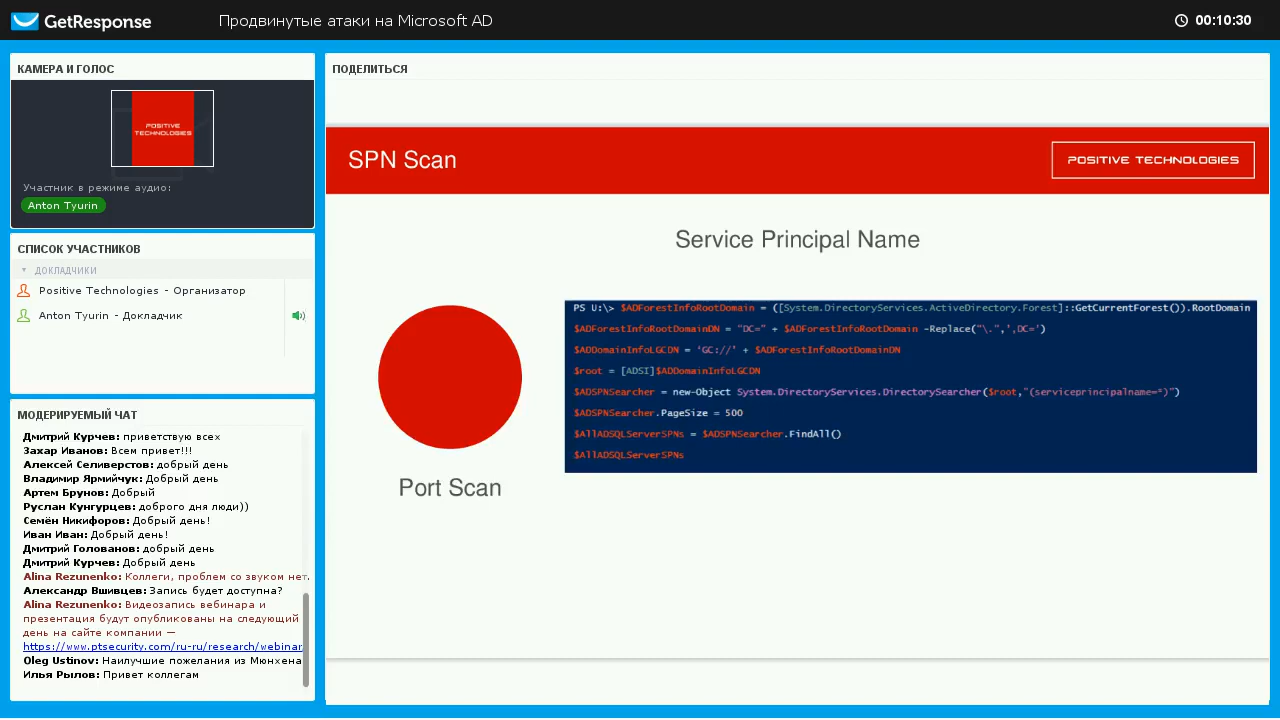 GetResponse
Продвинутые атаки на Microsoft AD
00:10:30
КАМЕРА И ГОЛОС
POSITIVE
TECHNOLOGIES
Участник в режиме аудио:
Anton Tyurin
СПИСОК УЧАСТНИКОВ
ДОКЛАДЧИКИ
Positive Technologies - Организатор
Anton Tyurin - Докладчик
МОДЕРИРУЕМЫЙ ЧАТ
Дмитрий Курчев: приветствую всех
Захар Иванов: Всем привет!!!
Алексей Селиверстов: добрый день
Владимир Ярмийчук: Добрый день
Артем Брунов: Добрый
Руслан Кунгурцев: доброго дня люди))
Семён Никифоров: Добрый день!
Иван Иван: Добрый день!
Дмитрий Голованов: добрый день
Дмитрий Курчев: Добрый день
Alina Rezunenko: Коллеги, проблем со звуком нет.
Александр Вшивцев: Запись будет доступна?
Alina Rezunenko: Видеозапись вебинара и
презентация будут опубликованы на следующий
день на сайте компании —
https://www.ptsecurity.com/ru-ru/research/webinar
Oleg Ustinov: Наилучшие пожелания из Мюнхена
Илья Рылов: Привет коллегам
ПОДЕЛИТЬСЯ
SPN Scan
POSITIVE TECHNOLOGIES
Service Principal Name
Port Scan
PS U:\> $ADForestInfoRootDomain = ([System.DirectoryServices.ActiveDirectory.Forest]::GetCurrentForest()).RootDomain
$ADForestInfoRootDomainDN = "DC=" + $ADForestInfoRootDomain -Replace("\.",',DC=')
$ADDomainInfoLGCDN = 'GC://' + $ADForestInfoRootDomainDN
$root = [ADSI]$ADDomainInfoLGCDN
$ADSPNSearcher = new-Object System.DirectoryServices.DirectorySearcher($root,"(serviceprincipalname=*)")
$ADSPNSearcher.PageSize = 500
$AllADSQLServerSPNs = $ADSPNSearcher.FindAll()
$AllADSQLServerSPNs